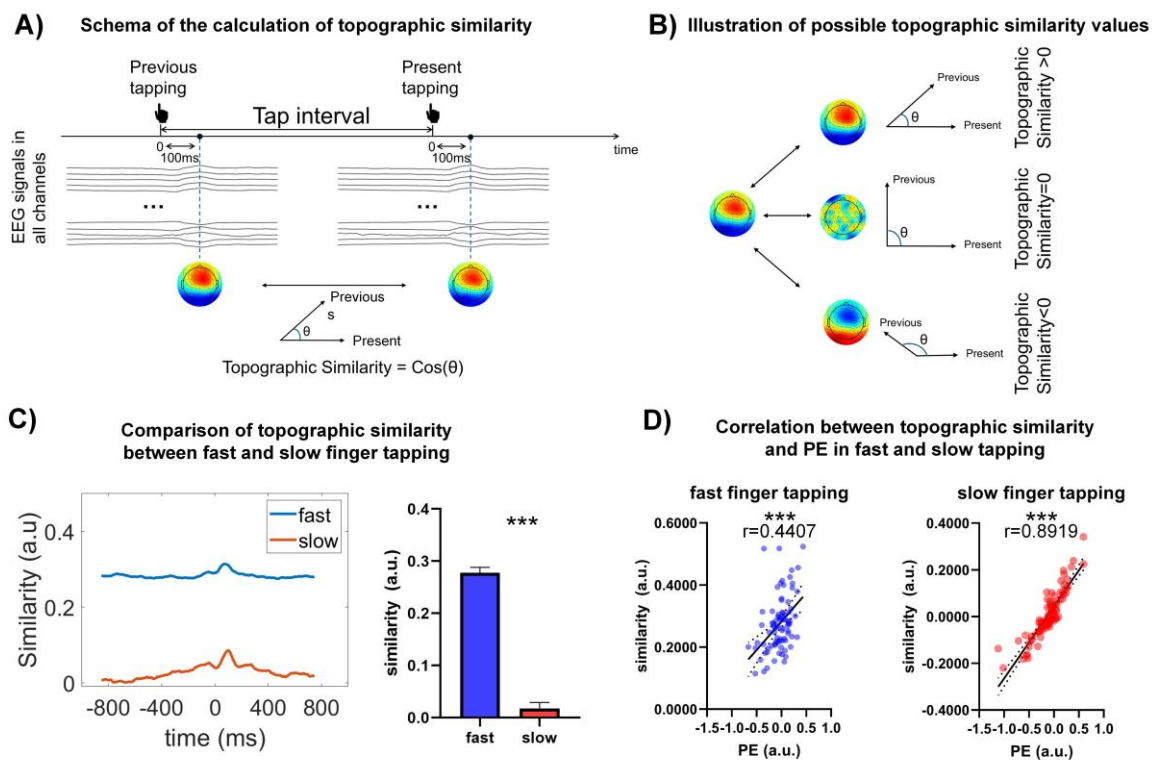 A) Schema of the calculation of topographic similarity
Previous tapping
Present tapping
Tap interval
0
100ms
0
100ms
time
EEG signals in all channels
...
...
Previous
s
θ
Present
Topographic Similarity = Cos(θ)
B) Illustration of possible topographic similarity values
Previous
θ
Present
Topographic Similarity >0
Previous
θ
Present
Topographic Similarity=0
Previous
θ
Present
Topographic Similarity<0
C) Comparison of topographic similarity
between fast and slow finger tapping
Similarity (a.u)
0.4
0.2
0
fast
slow
-800 -400 0 400 800
time (ms)
similarity (a.u.)
0.4
0.3
0.2
0.1
0.0
***
fast slow
D) Correlation between topographic similarity
and PE in fast and slow tapping
fast finger tapping
***
r=0.4407
similarity (a.u.)
0.6000
0.4000
0.2000
0.0000
-1.5 -1.0 -0.5 0.0 0.5 1.0
PE (a.u.)
slow finger tapping
***
r=0.8919
similarity (a.u.)
0.4000
0.2000
0.0000
-0.2000
-0.4000
-1.5 -1.0 -0.5 0.0 0.5 1.0
PE (a.u.)